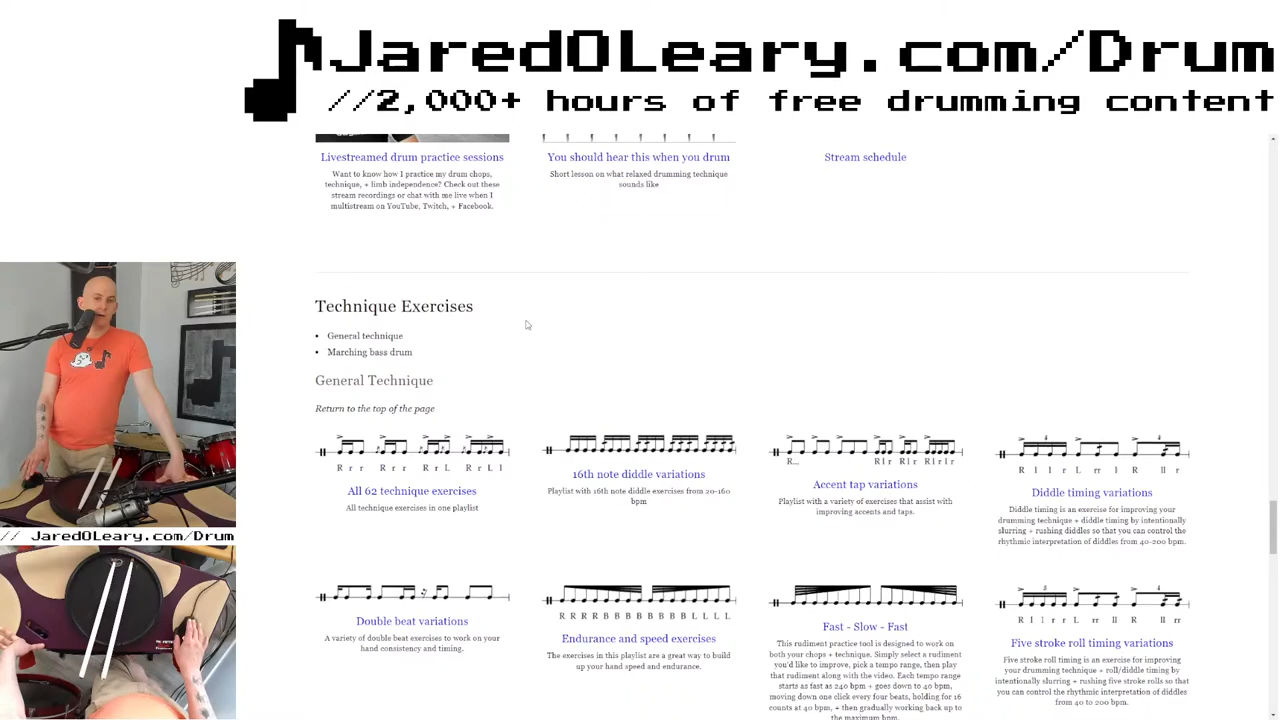 JaredOLeary.com/Drum
//2,000+ hours of free drumming content
Livestreamed drum practice sessions
Want to know how I practice my drum chops,
technique, + limb independence? Check out these
stream recordings or chat with me live when I
multistream on YouTube, Twitch, + Facebook.
You should hear this when you drum
Short lesson on what relaxed drumming technique
sounds like
Stream schedule
Technique Exercises
General technique
Marching bass drum
General Technique
Return to the top of the page
R r r R r r R r L R r L l
All 62 technique exercises
All technique exercises in one playlist
16th note diddle variations
Playlist with 16th note diddle exercises from 20-160
bpm
R... R l r R l r R l r l r
Accent tap variations
Playlist with a variety of exercises that assist with
improving accents and taps.
4 4
R l l r L rr l R ll r
Diddle timing variations
Diddle timing is an exercise for improving your
drumming technique + diddle timing by intentionally
slurring + rushing diddles so that you can control the
rhythmic interpretation of diddles from 40-200 bpm.
// JaredOLeary.com/Drum
Double beat variations
A variety of double beat exercises to work on your
hand consistency and timing.
R R R R B B B B B B B B L L L L
Endurance and speed exercises
The exercises in this playlist are a great way to build
up your hand speed and endurance.
Fast - Slow - Fast
This rudiment practice tool is designed to work on
both your chops + technique. Simply select a rudiment
you'd like to improve, pick a tempo range, then play
that rudiment along with the video. Each tempo range
starts as fast as 240 bpm + goes down to 40 bpm,
moving down one click every four beats, holding for 16
counts at 40 bpm, + then gradually working back up to
the maximum bpm.
3 4
R l l r r L rr ll R ll rr
Five stroke roll timing variations
Five stroke roll timing is an exercise for improving
your drumming technique + roll/diddle timing by
intentionally slurring + rushing five stroke rolls so that
you can control the rhythmic interpretation of diddles
from 40 to 200 bpm.